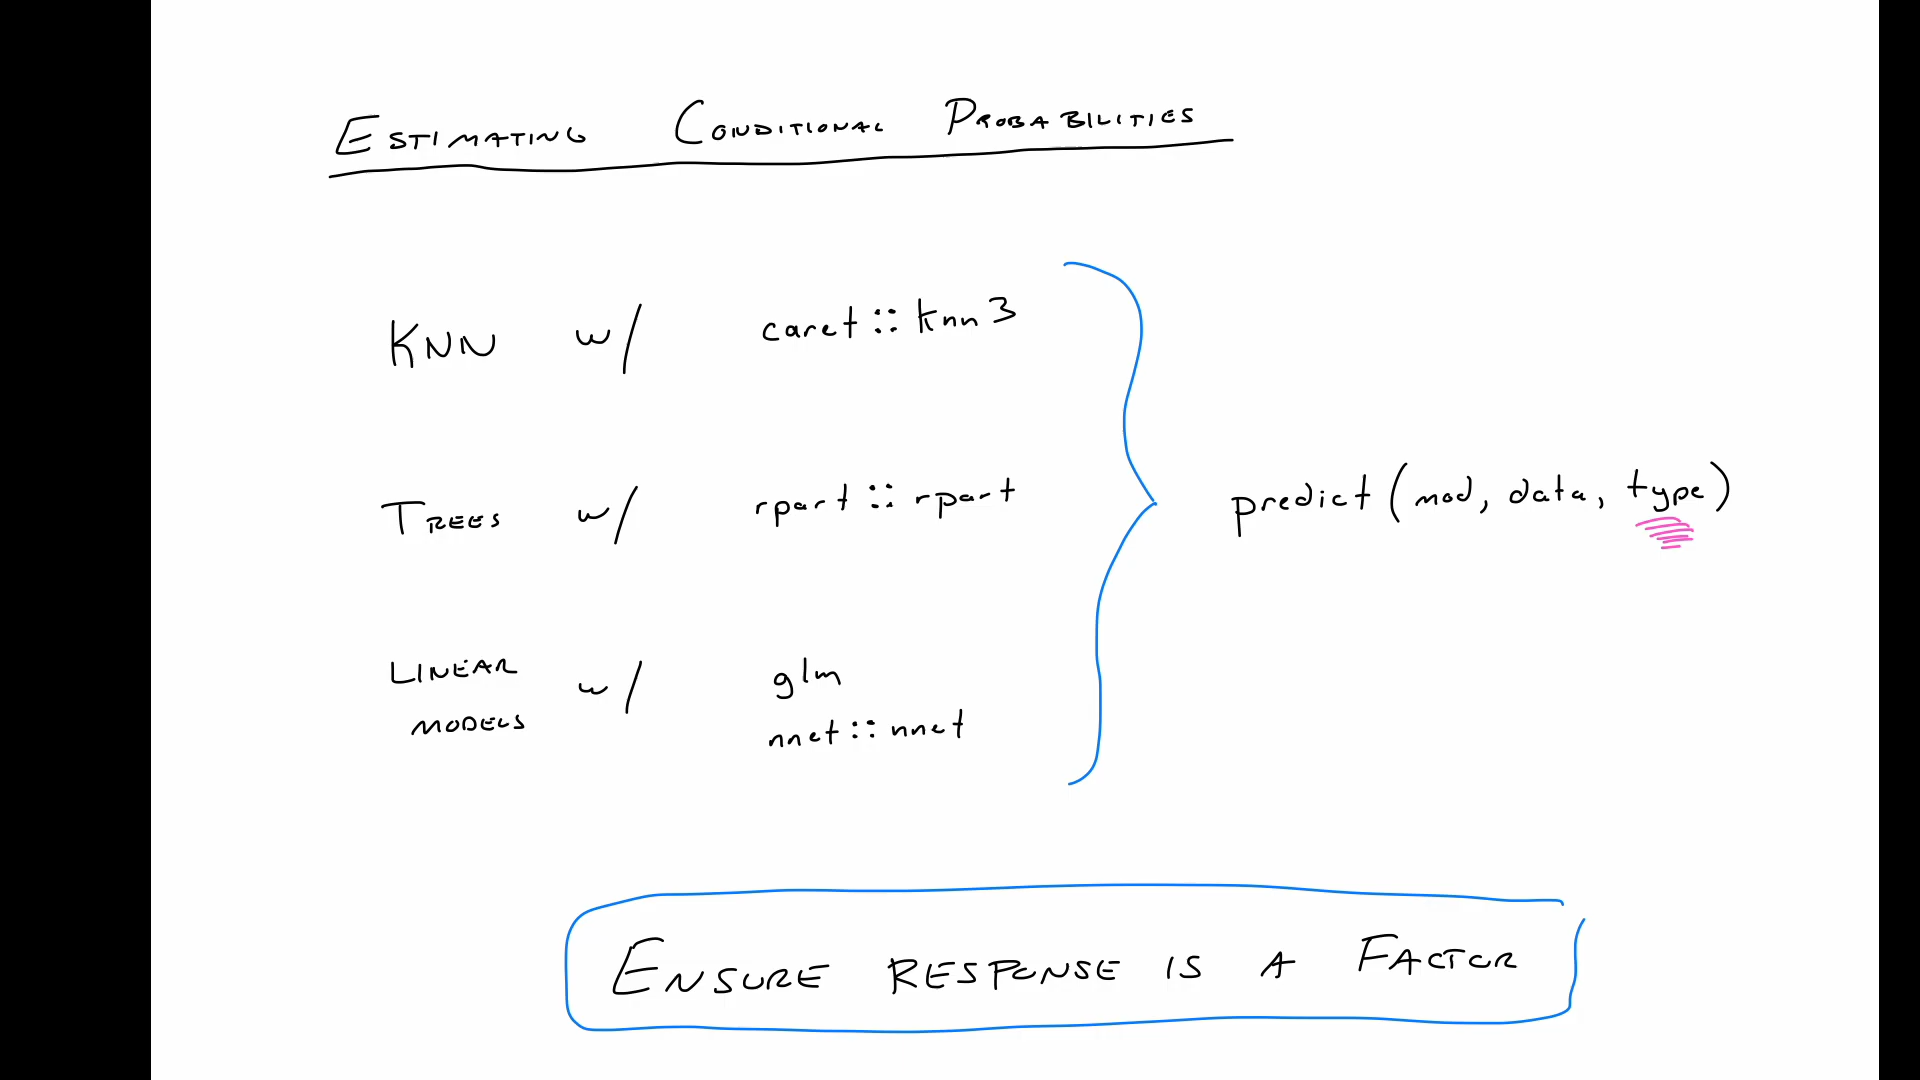 ESTIMATING CONDITIONAL PROBABILITIES
KNN w/ caret::knn3
TREES w/ rpart::rpart
predict(mod, data, type)
LINEAR MODELS w/ glm
nnet::nnet
ENSURE RESPONSE IS A FACTOR